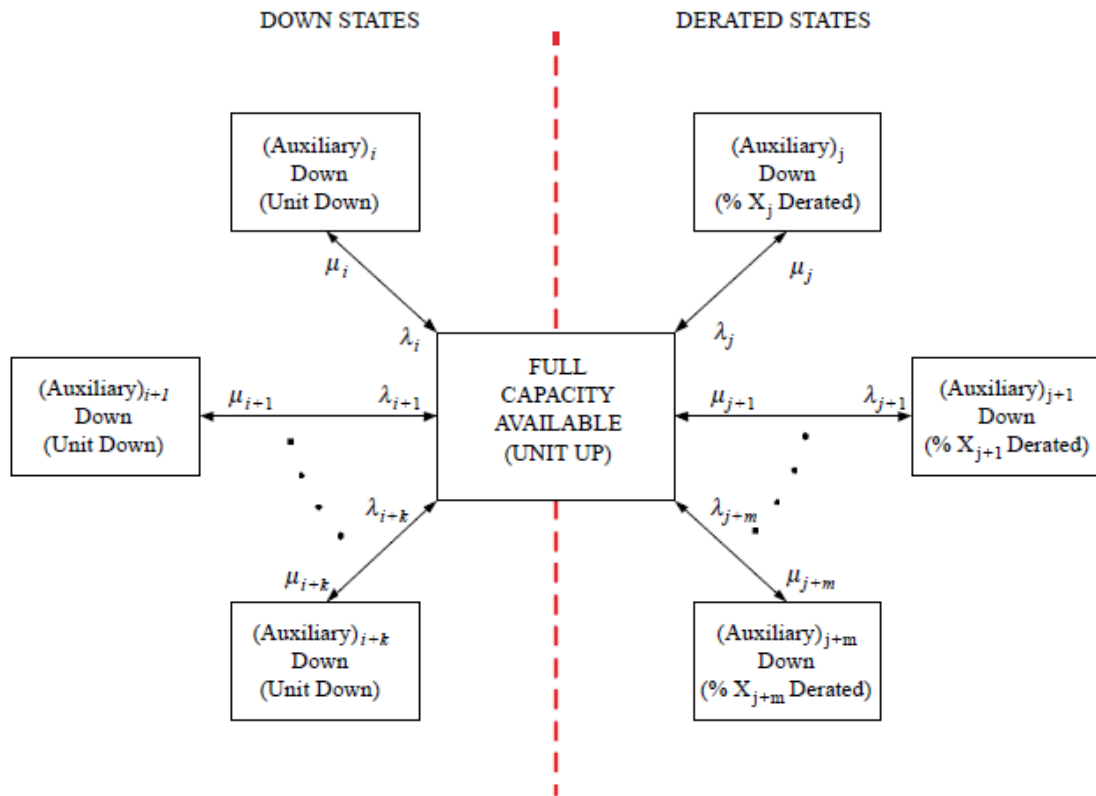 DOWN STATES
DERATED STATES
(Auxiliary)i
Down
(Unit Down)
(Auxiliary)j
Down
(% Xj Derated)
μi
μj
λi
λj
(Auxiliary)i+1
Down
(Unit Down)
μi+1
λi+1
FULL
CAPACITY
AVAILABLE
(UNIT UP)
μj+1
λj+1
(Auxiliary)j+1
Down
(% Xj+1 Derated)
λi+k
λj+m
μi+k
μj+m
(Auxiliary)i+k
Down
(Unit Down)
(Auxiliary)j+m
Down
(% Xj+m Derated)